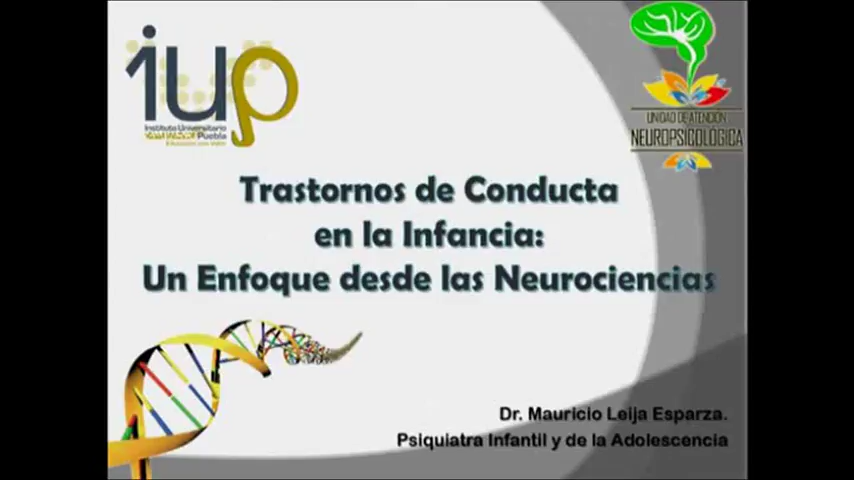 iup
Instituto Universitario
Puebla
UNIDAD DE ATENCIÓN
NEUROPSICOLÓGICA
Trastornos de Conducta
en la Infancia:
Un Enfoque desde las Neurociencias
Dr. Mauricio Leija Esparza.
Psiquiatra Infantil y de la Adolescencia